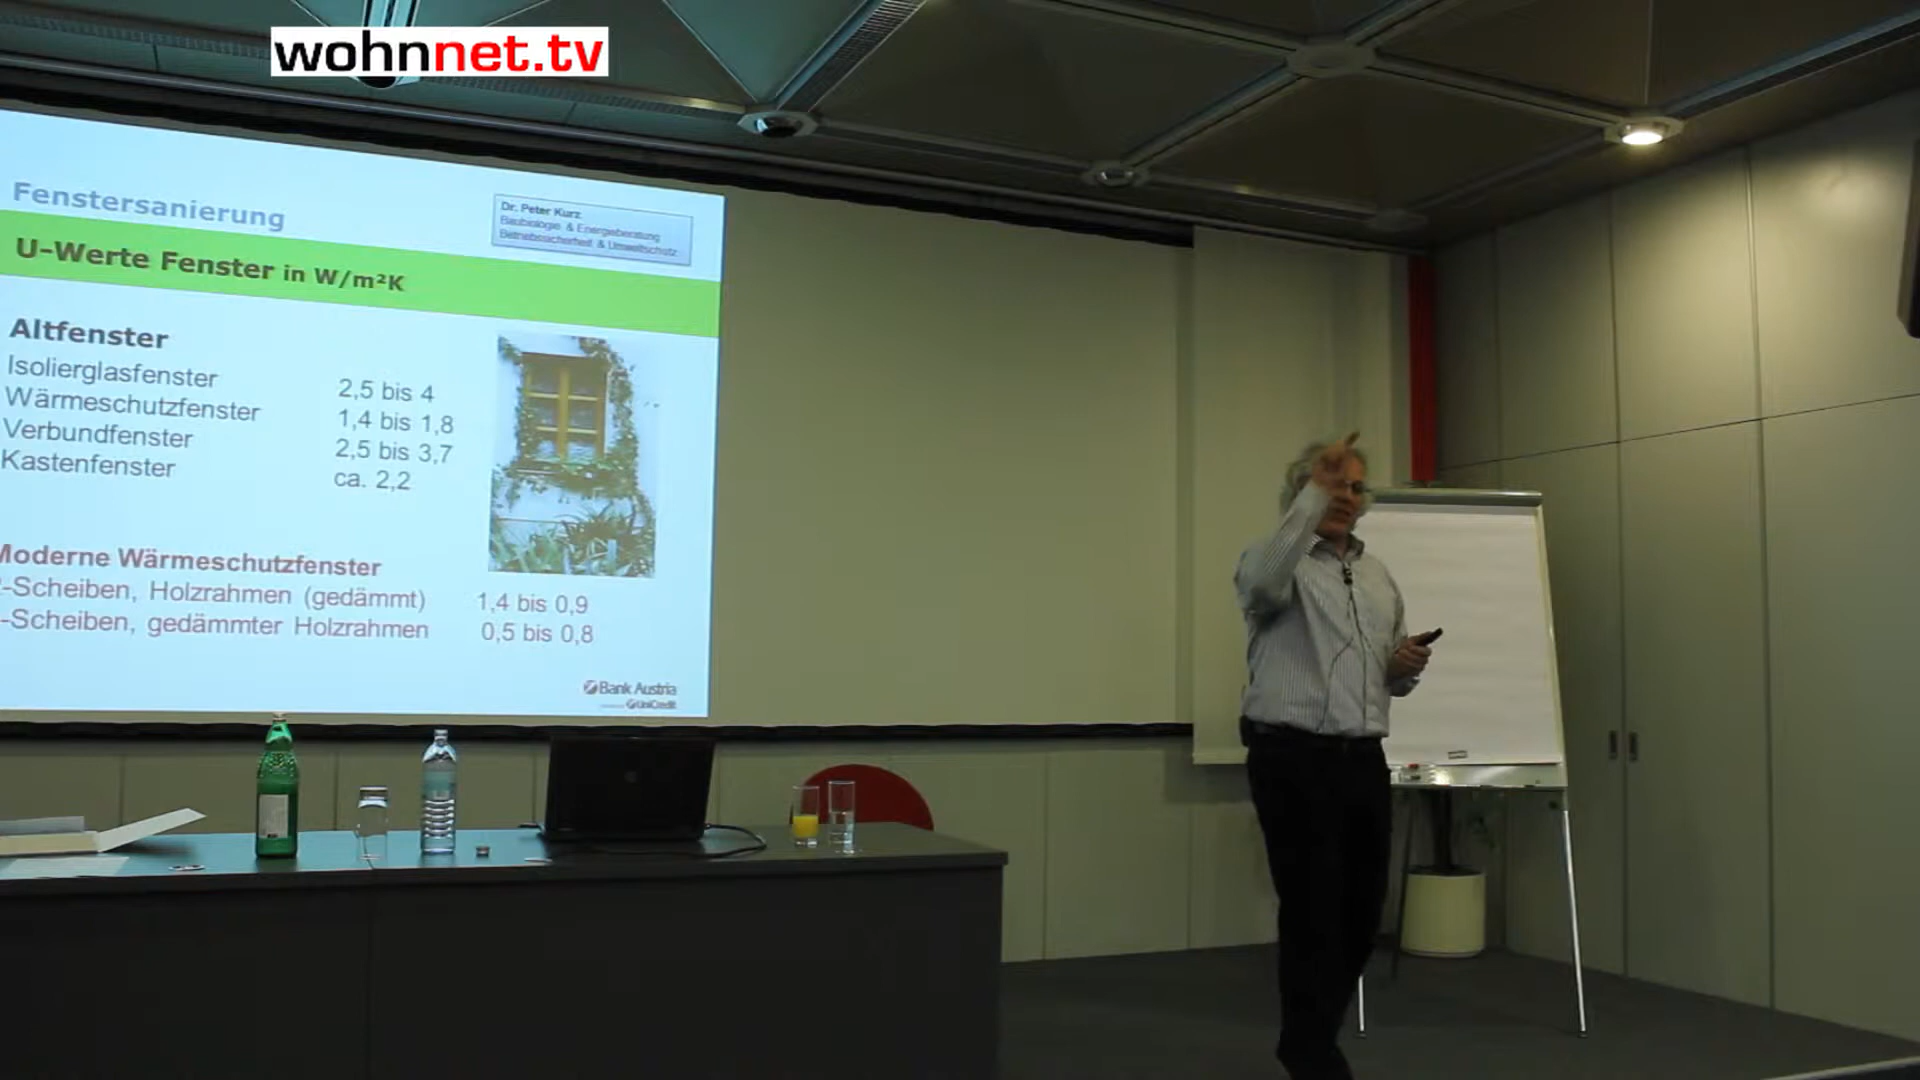 wohnnet.tv
Fenstersanierung
Dr. Peter Kurz
Baubiologie & Energieberatung
Betriebssicherheit & Umweltschutz
U-Werte Fenster in W/m²K
Altfenster
Isolierglasfenster 2,5 bis 4
Wärmeschutzfenster 1,4 bis 1,8
Verbundfenster 2,5 bis 3,7
Kastenfenster ca. 2,2
Moderne Wärmeschutzfenster
-Scheiben, Holzrahmen (gedämmt) 1,4 bis 0,9
-Scheiben, gedämmter Holzrahmen 0,5 bis 0,8
Bank Austria
UniCredit